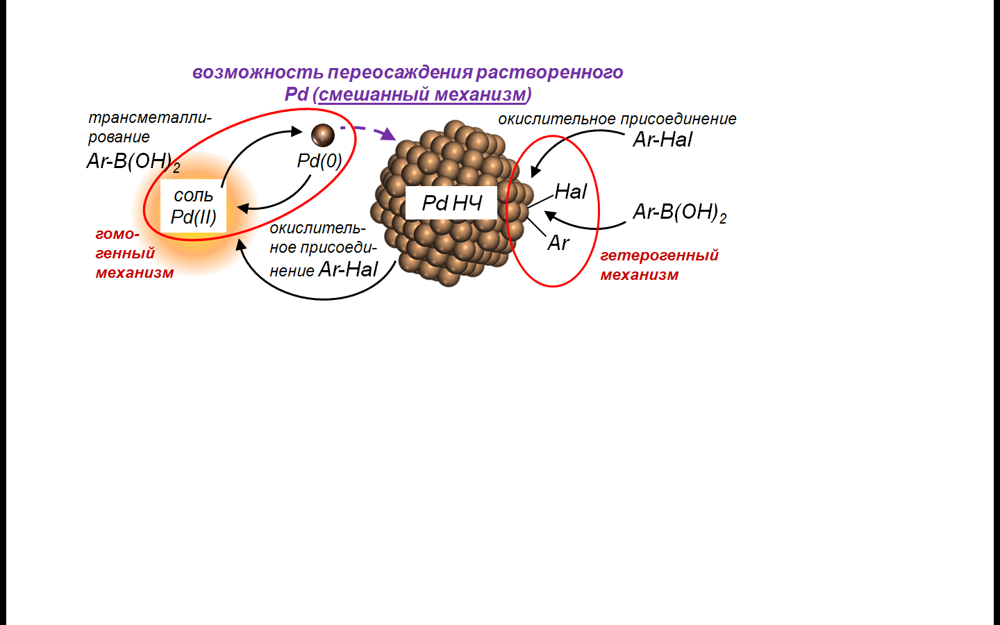 возможность переосаждения растворенного
Pd (смешанный механизм)
трансметалли-
рование
Ar-B(OH)2
Pd(0)
соль
Pd(II)
гомо-
генный
механизм
окислитель-
ное присоеди-
нение Ar-Hal
Pd НЧ
окислительное присоединение
Ar-Hal
Hal
Ar-B(OH)2
Ar
гетерогенный
механизм